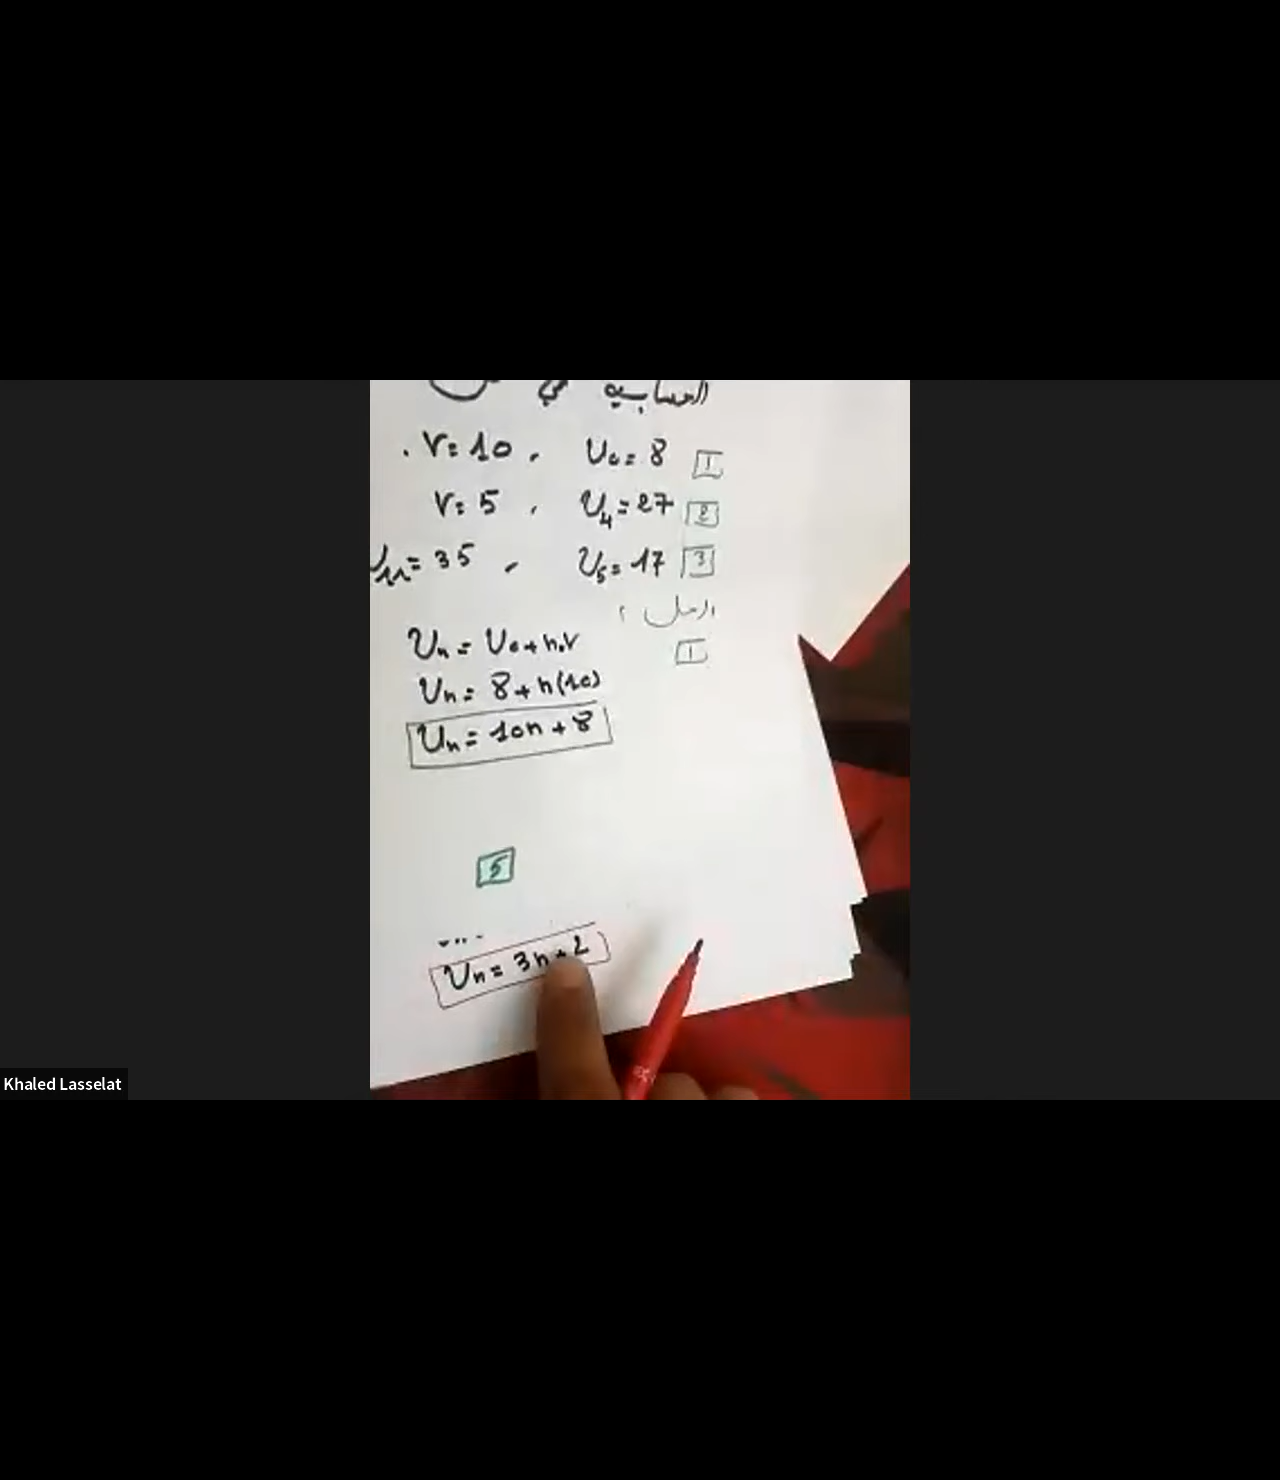 الحسابية في
1 U₀ = 8 , r = 10 .
2 U₄ = 27 , r = 5
3 U₅ = 17 , U₁₁ = 35
الحل :
1
Uₙ = U₀ + n.r
Uₙ = 8 + n(10)
Uₙ = 10n + 8
5
Uₙ = 3n + 2
Khaled Lasselat